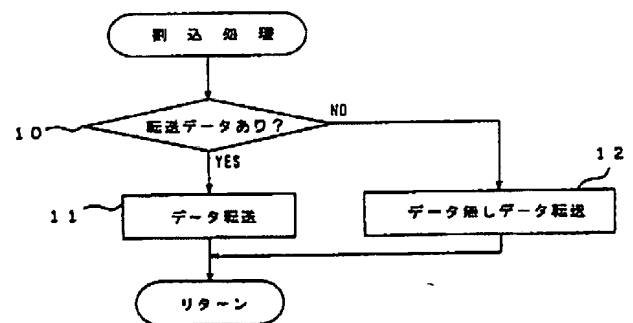 割込処理
転送データあり?
NO
10
YES
12
11
データ転送
データ無しデータ転送
リターン